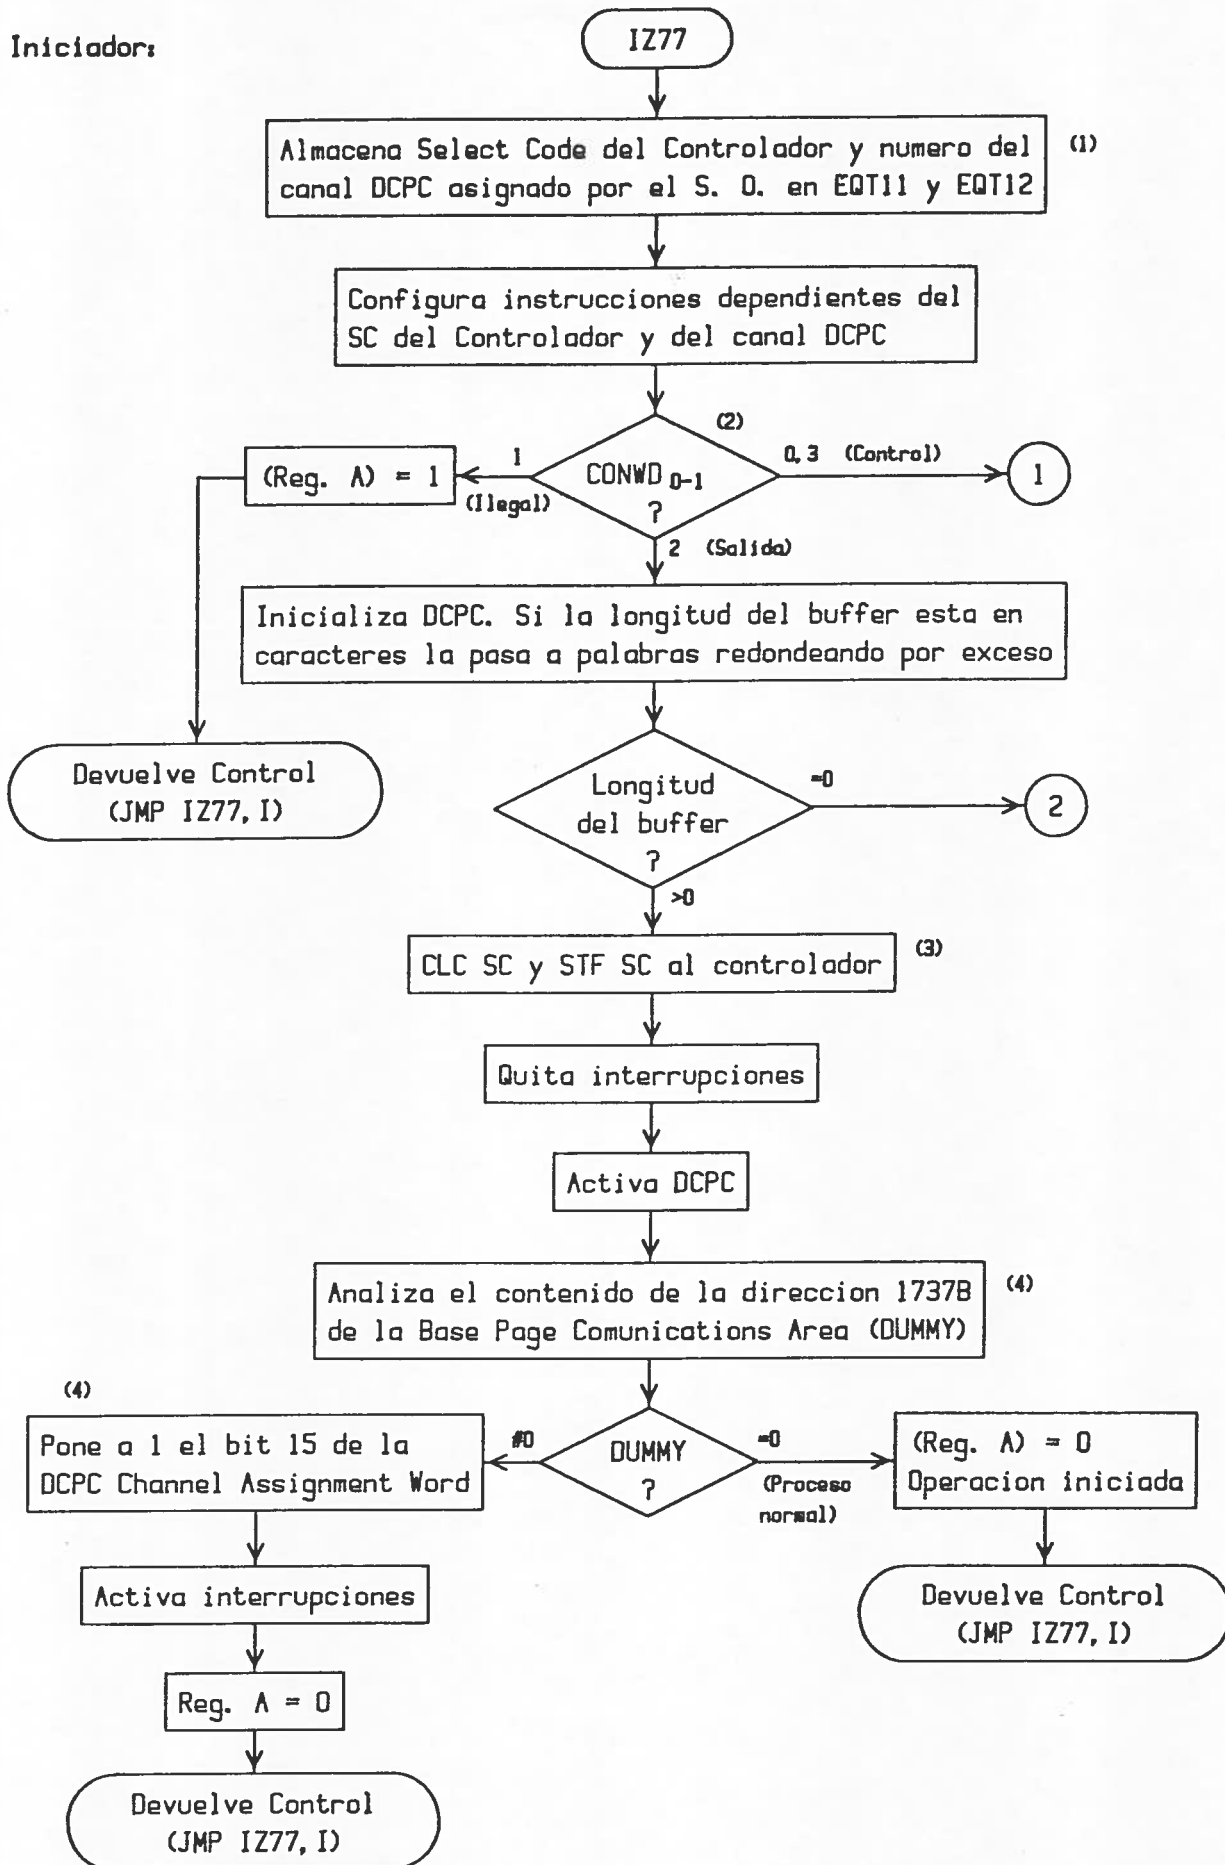 Iniciador:
IZ77
Almacena Select Code del Controlador y numero del
canal DCPC asignado por el S. O. en EQT11 y EQT12
(1)
Configura instrucciones dependientes del
SC del Controlador y del canal DCPC
(2)
CONWD 0-1
?
1
(Ilegal)
(Reg. A) = 1
0,3 (Control)
1
2 (Salida)
Inicializa DCPC. Si la longitud del buffer esta en
caracteres la pasa a palabras redondeando por exceso
Devuelve Control
(JMP IZ77, I)
Longitud
del buffer
?
=0
2
>0
CLC SC y STF SC al controlador
(3)
Quita interrupciones
Activa DCPC
Analiza el contenido de la direccion 1737B
de la Base Page Comunications Area (DUMMY)
(4)
(4)
Pone a 1 el bit 15 de la
DCPC Channel Assignment Word
#0
DUMMY
?
=0
(Proceso
normal)
(Reg. A) = 0
Operacion iniciada
Activa interrupciones
Devuelve Control
(JMP IZ77, I)
Reg. A = 0
Devuelve Control
(JMP IZ77, I)